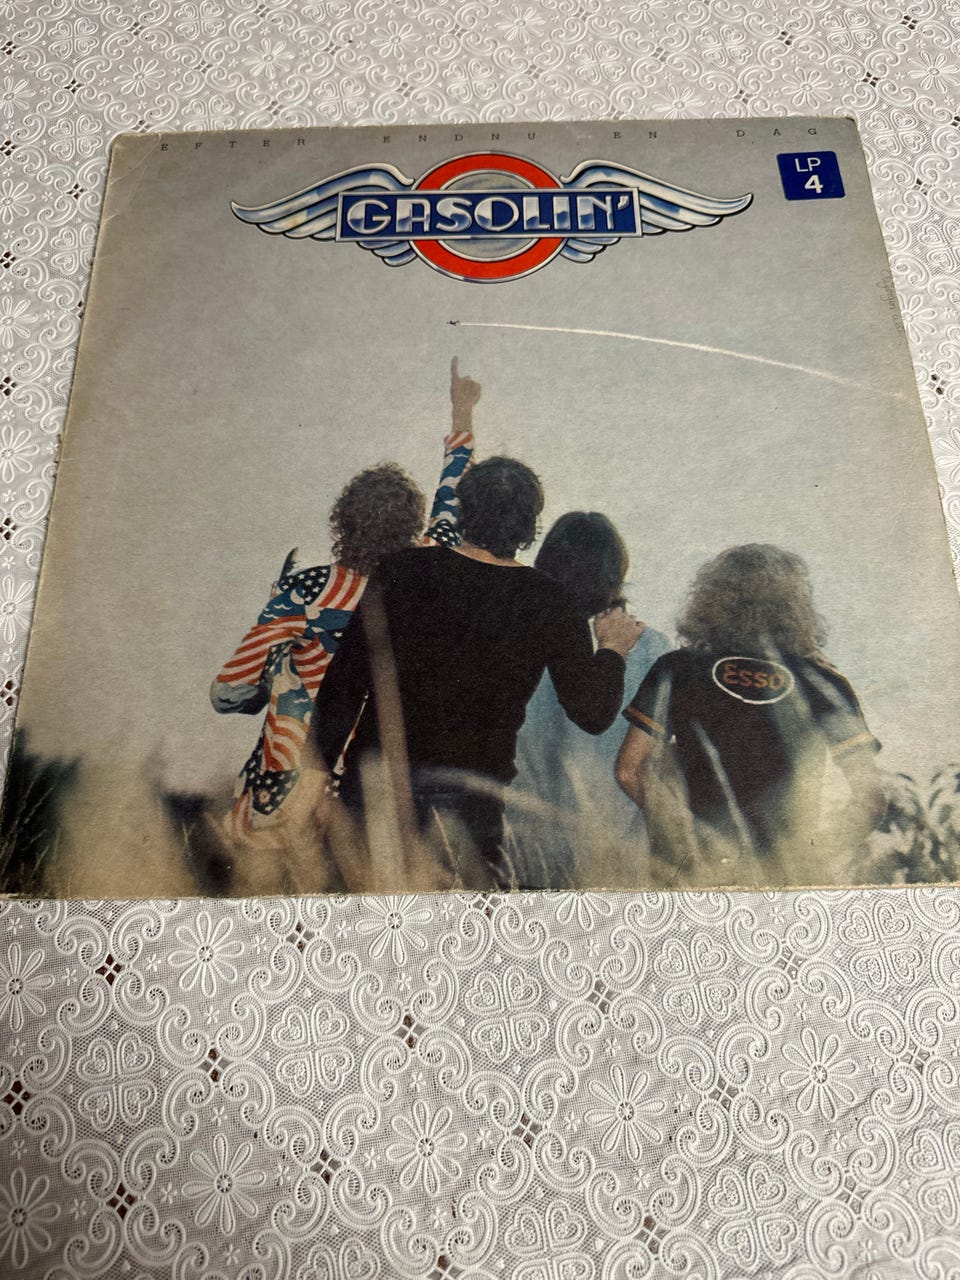 EFTER ENDNU EN DAG
LP
4
GASOLIN'
Esso